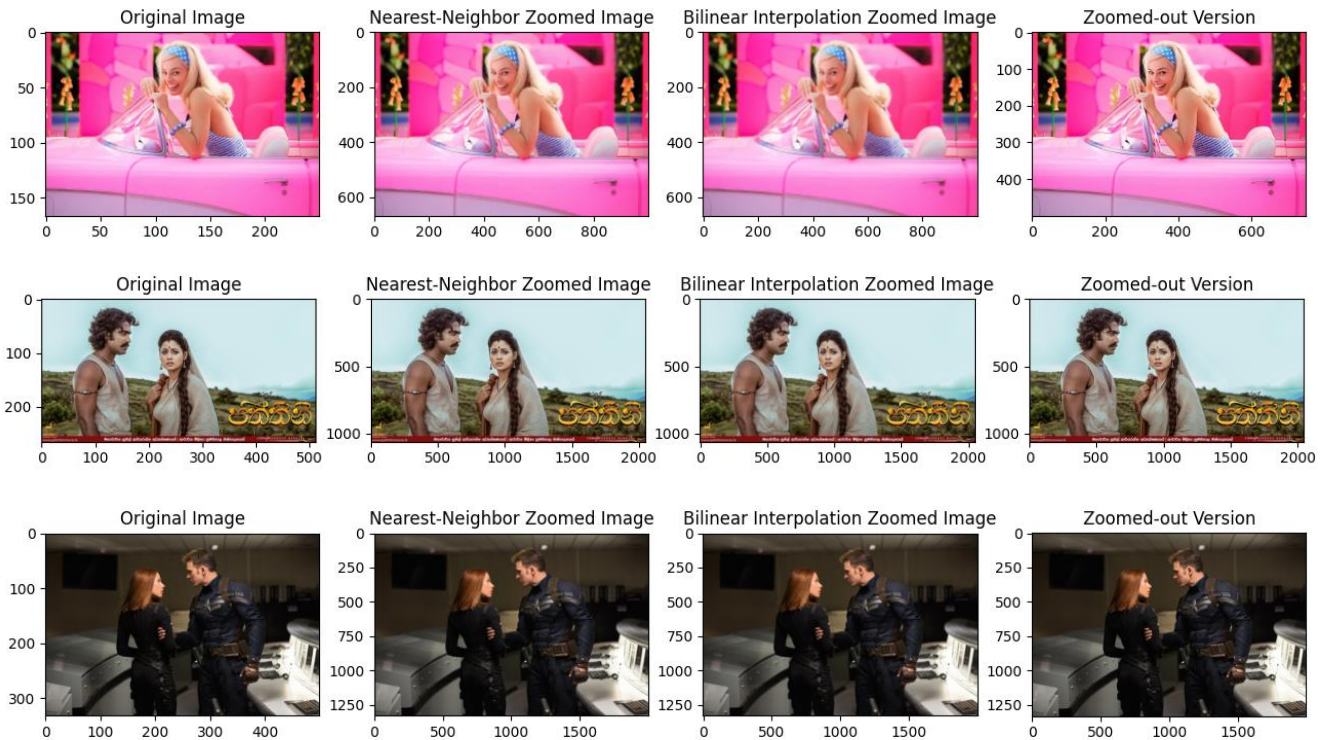 Original Image Nearest-Neighbor Zoomed Image Bilinear Interpolation Zoomed Image Zoomed-out Version
0 50 100 150
0 50 100 150 200
0 200 400 600
0 200 400 600 800
0 200 400 600
0 200 400 600 800
0 100 200 300 400
0 200 400 600
Original Image Nearest-Neighbor Zoomed Image Bilinear Interpolation Zoomed Image Zoomed-out Version
0 100 200
0 100 200 300 400 500
0 500 1000
0 500 1000 1500 2000
0 500 1000
0 500 1000 1500 2000
0 500 1000
0 500 1000 1500 2000
පත්තිනි
පත්තිනි
පත්තිනි
පත්තිනි
Original Image Nearest-Neighbor Zoomed Image Bilinear Interpolation Zoomed Image Zoomed-out Version
0 100 200 300
0 100 200 300 400
0 250 500 750 1000 1250
0 500 1000 1500
0 250 500 750 1000 1250
0 500 1000 1500
0 250 500 750 1000 1250
0 500 1000 1500